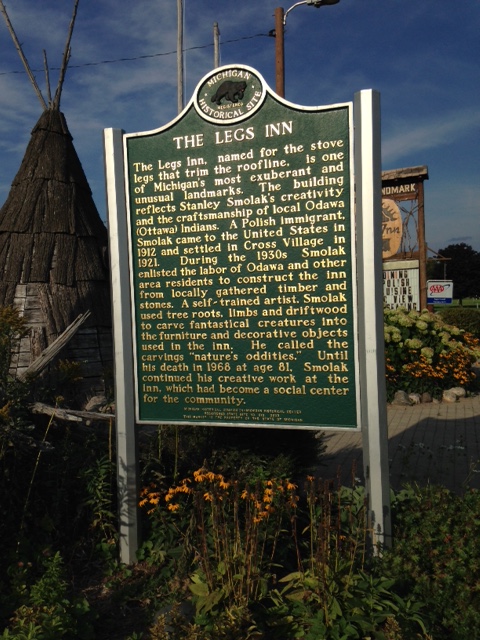 MICHIGAN
HISTORICAL SITE
THE LEGS INN
The Legs Inn, named for the stove
legs that trim the roofline, is one
of Michigan's most exuberant and
unusual landmarks. The building
reflects Stanley Smolak's creativity
and the craftsmanship of local Odawa
(Ottawa) Indians. A Polish immigrant,
Smolak came to the United States in
1912 and settled in Cross Village in
1921. During the 1930s Smolak
enlisted the labor of Odawa and other
area residents to construct the inn
from locally gathered timber and
stones. A self-trained artist, Smolak
used tree roots, limbs and driftwood
to carve fantastical creatures into
the furniture and decorative objects
used in the inn. He called the
carvings "nature's oddities." Until
his death in 1968 at age 81, Smolak
continued his creative work at the
inn, which had become a social center
for the community.
DMARK
nn